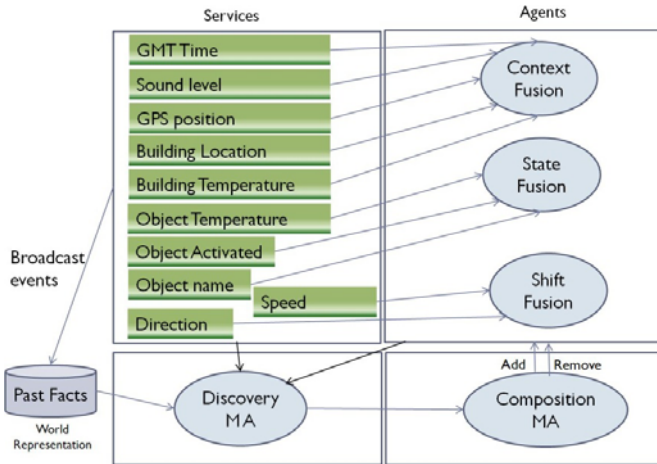 Services
Agents
GMT Time
Sound level
GPS position
Building Location
Building Temperature
Object Temperature
Object Activated
Object name
Speed
Direction
Context
Fusion
State
Fusion
Shift
Fusion
Broadcast
events
Past Facts
World
Representation
Discovery
MA
Add
Remove
Composition
MA